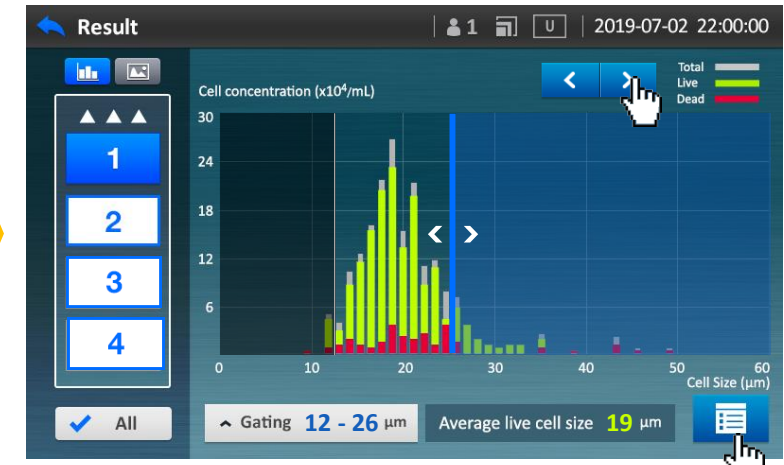 Result
1
U
2019-07-02 22:00:00
Total
Live
Dead
Cell concentration (x10⁴/mL)
30
24
18
12
6
0 10 20 30 40 50 60
Cell Size (µm)
1
2
3
4
All
Gating 12 - 26 µm
Average live cell size 19 µm